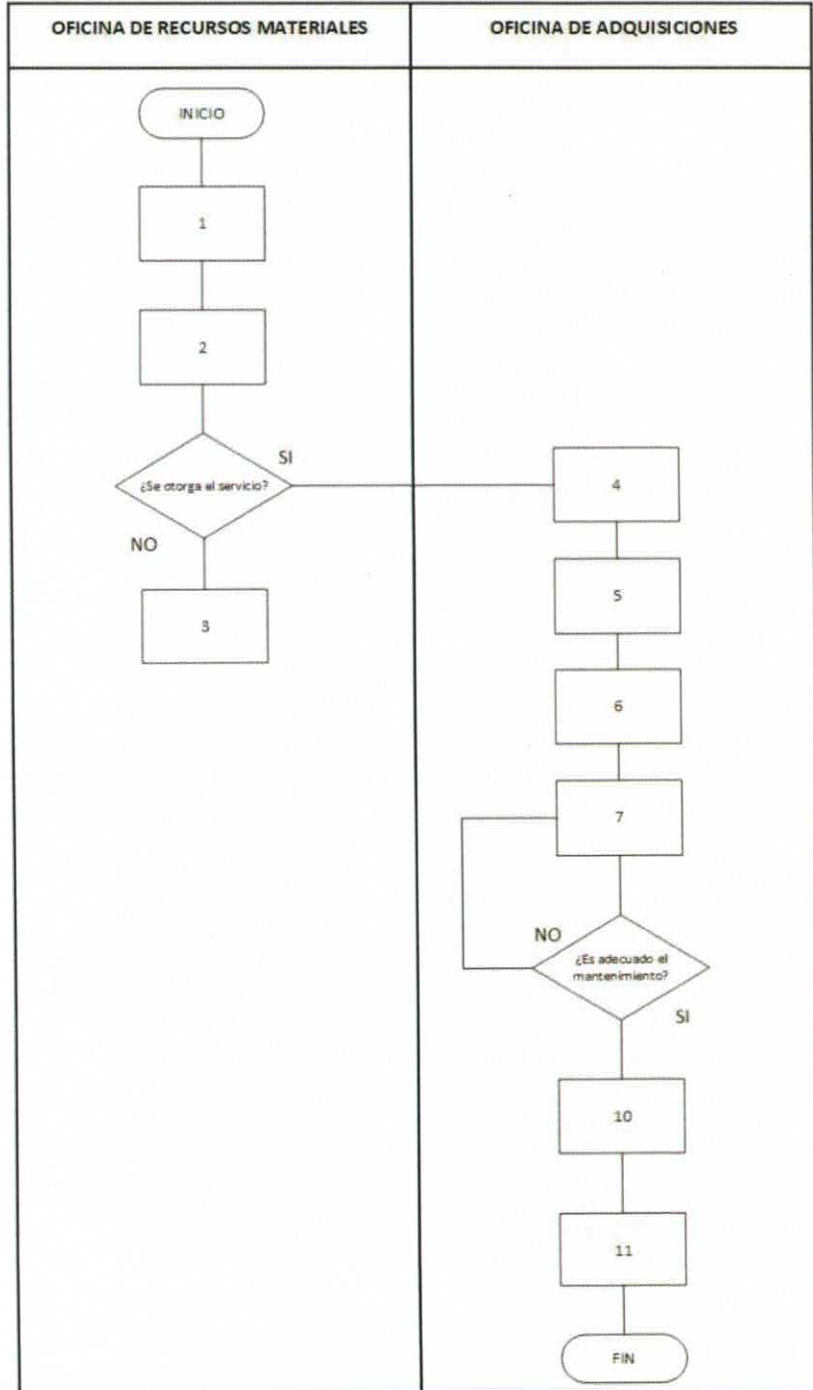 OFICINA DE RECURSOS MATERIALES
OFICINA DE ADQUISICIONES
INICIO
1
2
¿Se otorga el servicio?
SI
NO
3
4
5
6
7
NO
¿Es adecuado el
mantenimiento?
SI
10
11
FIN